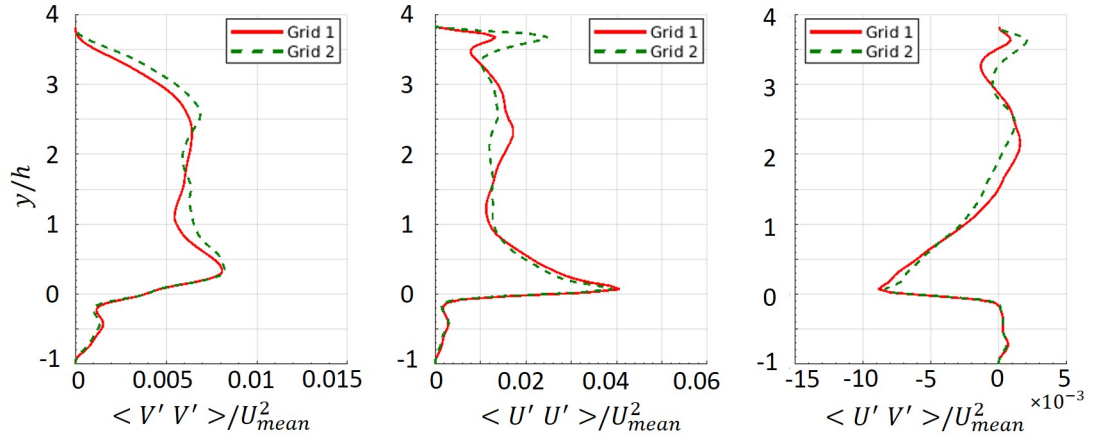 4
3
2
1
0
-1
y/h
0 0.005 0.01 0.015
< V′ V′ >/U²mean
Grid 1
Grid 2
4
3
2
1
0
-1
0 0.02 0.04 0.06
< U′ U′ >/U²mean
Grid 1
Grid 2
4
3
2
1
0
-1
-15 -10 -5 0 5
×10⁻³
< U′ V′ >/U²mean
Grid 1
Grid 2